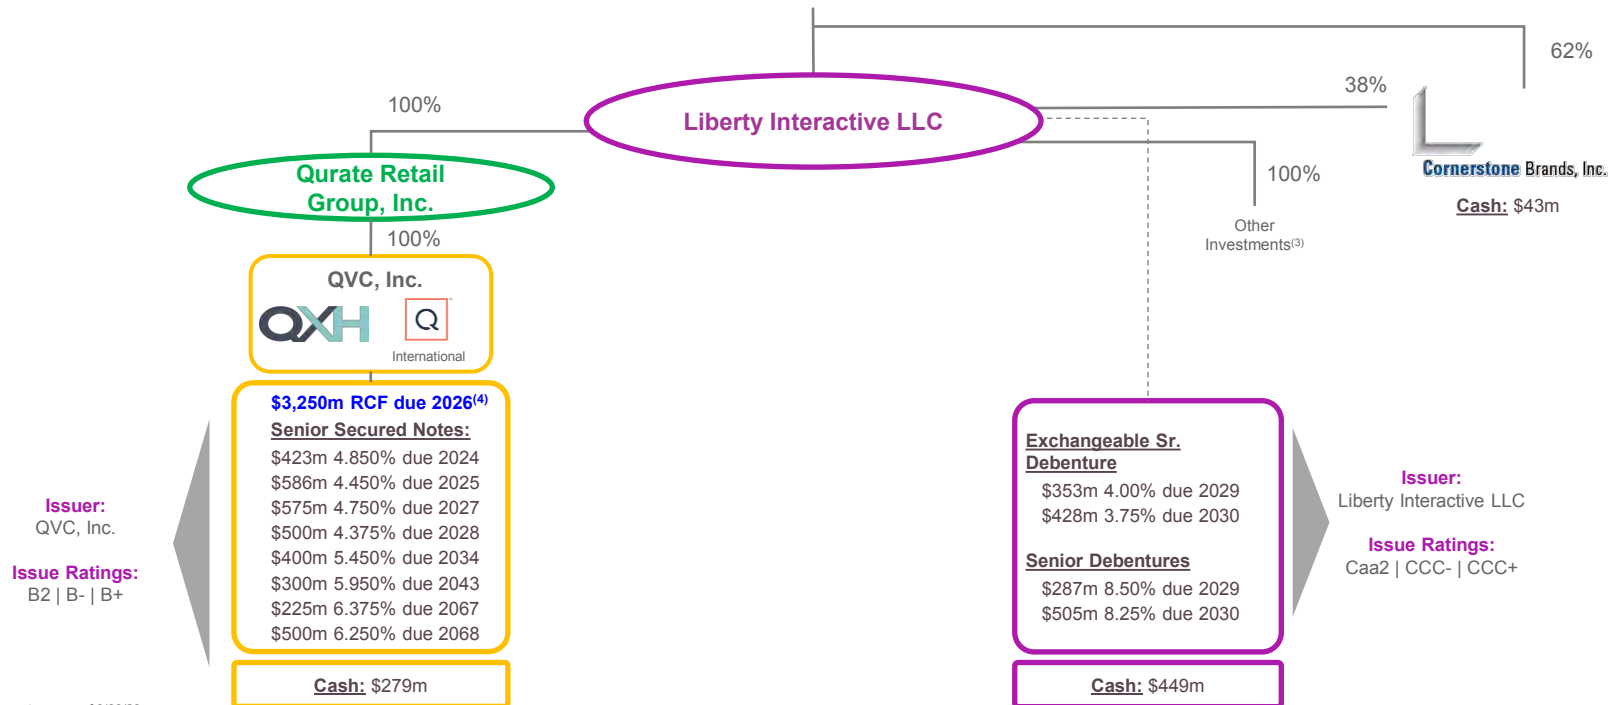 62%
38%
100%
Liberty Interactive LLC
Cornerstone Brands, Inc.
Cash: $43m
100%
Other
Investments(3)
Qurate Retail
Group, Inc.
100%
QVC, Inc.
QXH
Q
International
$3,250m RCF due 2026(4)
Senior Secured Notes:
$423m 4.850% due 2024
$586m 4.450% due 2025
$575m 4.750% due 2027
$500m 4.375% due 2028
$400m 5.450% due 2034
$300m 5.950% due 2043
$225m 6.375% due 2067
$500m 6.250% due 2068
Issuer:
QVC, Inc.
Issue Ratings:
B2 | B- | B+
Cash: $279m
Exchangeable Sr.
Debenture
$353m 4.00% due 2029
$428m 3.75% due 2030
Senior Debentures
$287m 8.50% due 2029
$505m 8.25% due 2030
Issuer:
Liberty Interactive LLC
Issue Ratings:
Caa2 | CCC- | CCC+
Cash: $449m